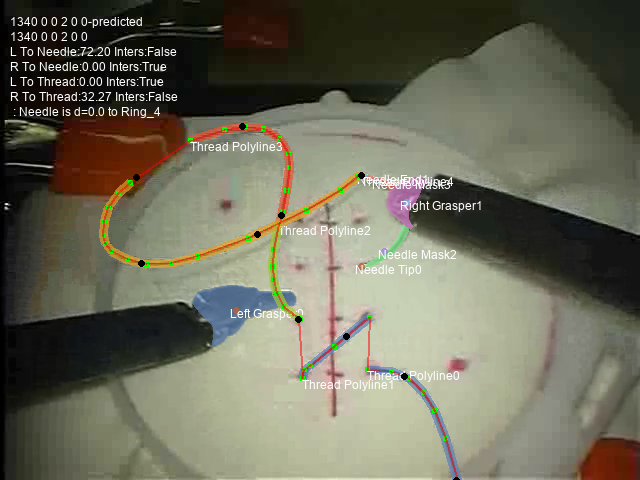 1340 0 0 2 0 0-predicted
1340 0 0 2 0 0
L To Needle:72.20 Inters:False
R To Needle:0.00 Inters:True
L To Thread:0.00 Inters:True
R To Thread:32.27 Inters:False
: Needle is d=0.0 to Ring_4
Thread Polyline3
Needle Mask3
Right Grasper1
Thread Polyline2
Needle Mask2
Needle Tip0
Left Grasper0
Thread Polyline0
Thread Polyline1